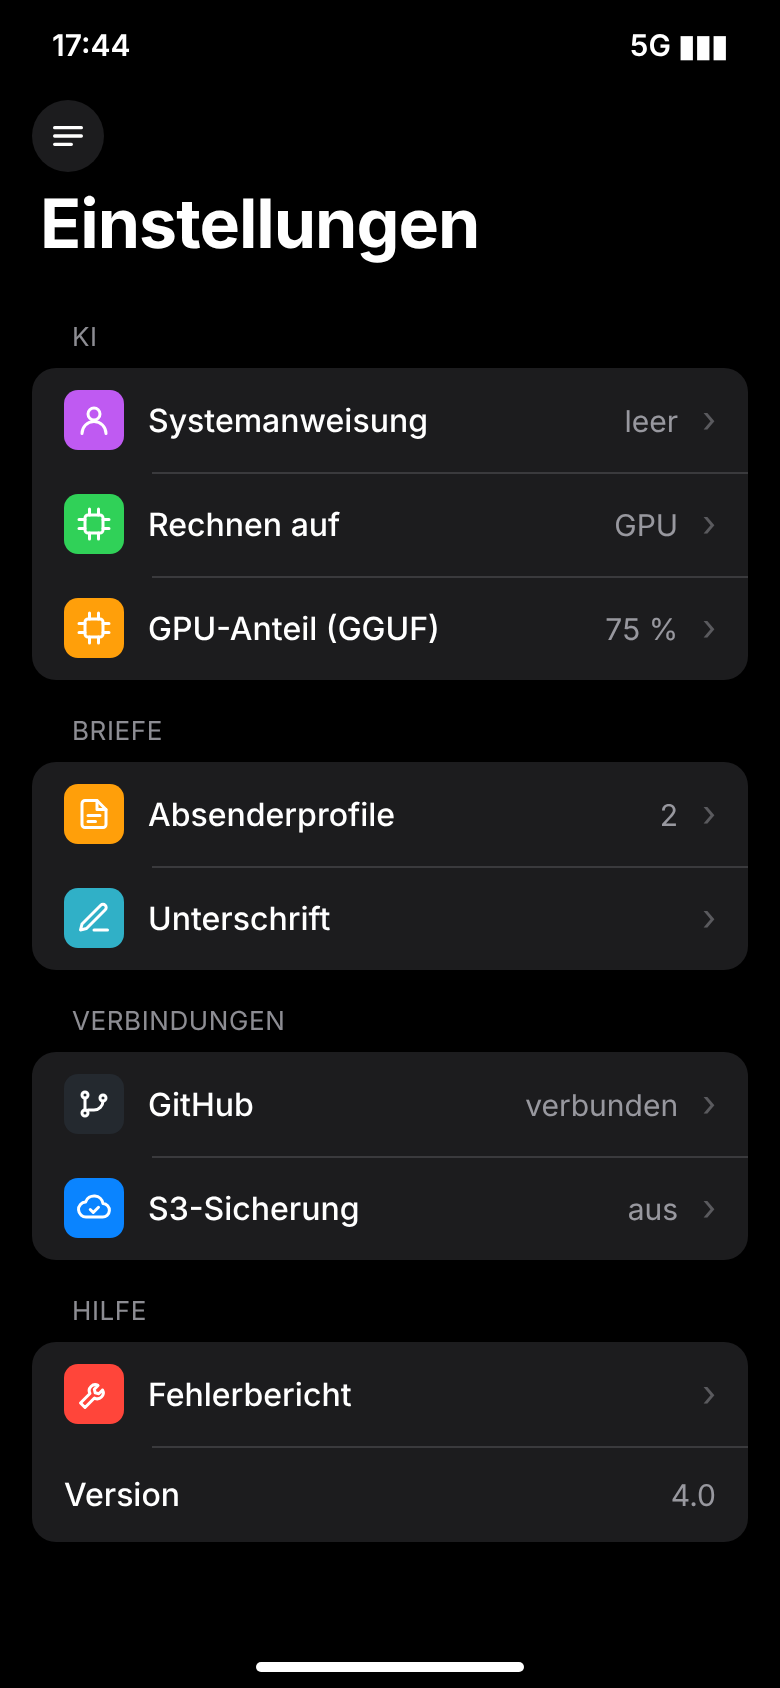 17:44 5G
Einstellungen
KI
Systemanweisung leer
Rechnen auf GPU
GPU-Anteil (GGUF) 75 %
BRIEFE
Absenderprofile 2
Unterschrift
VERBINDUNGEN
GitHub verbunden
S3-Sicherung aus
HILFE
Fehlerbericht
Version 4.0